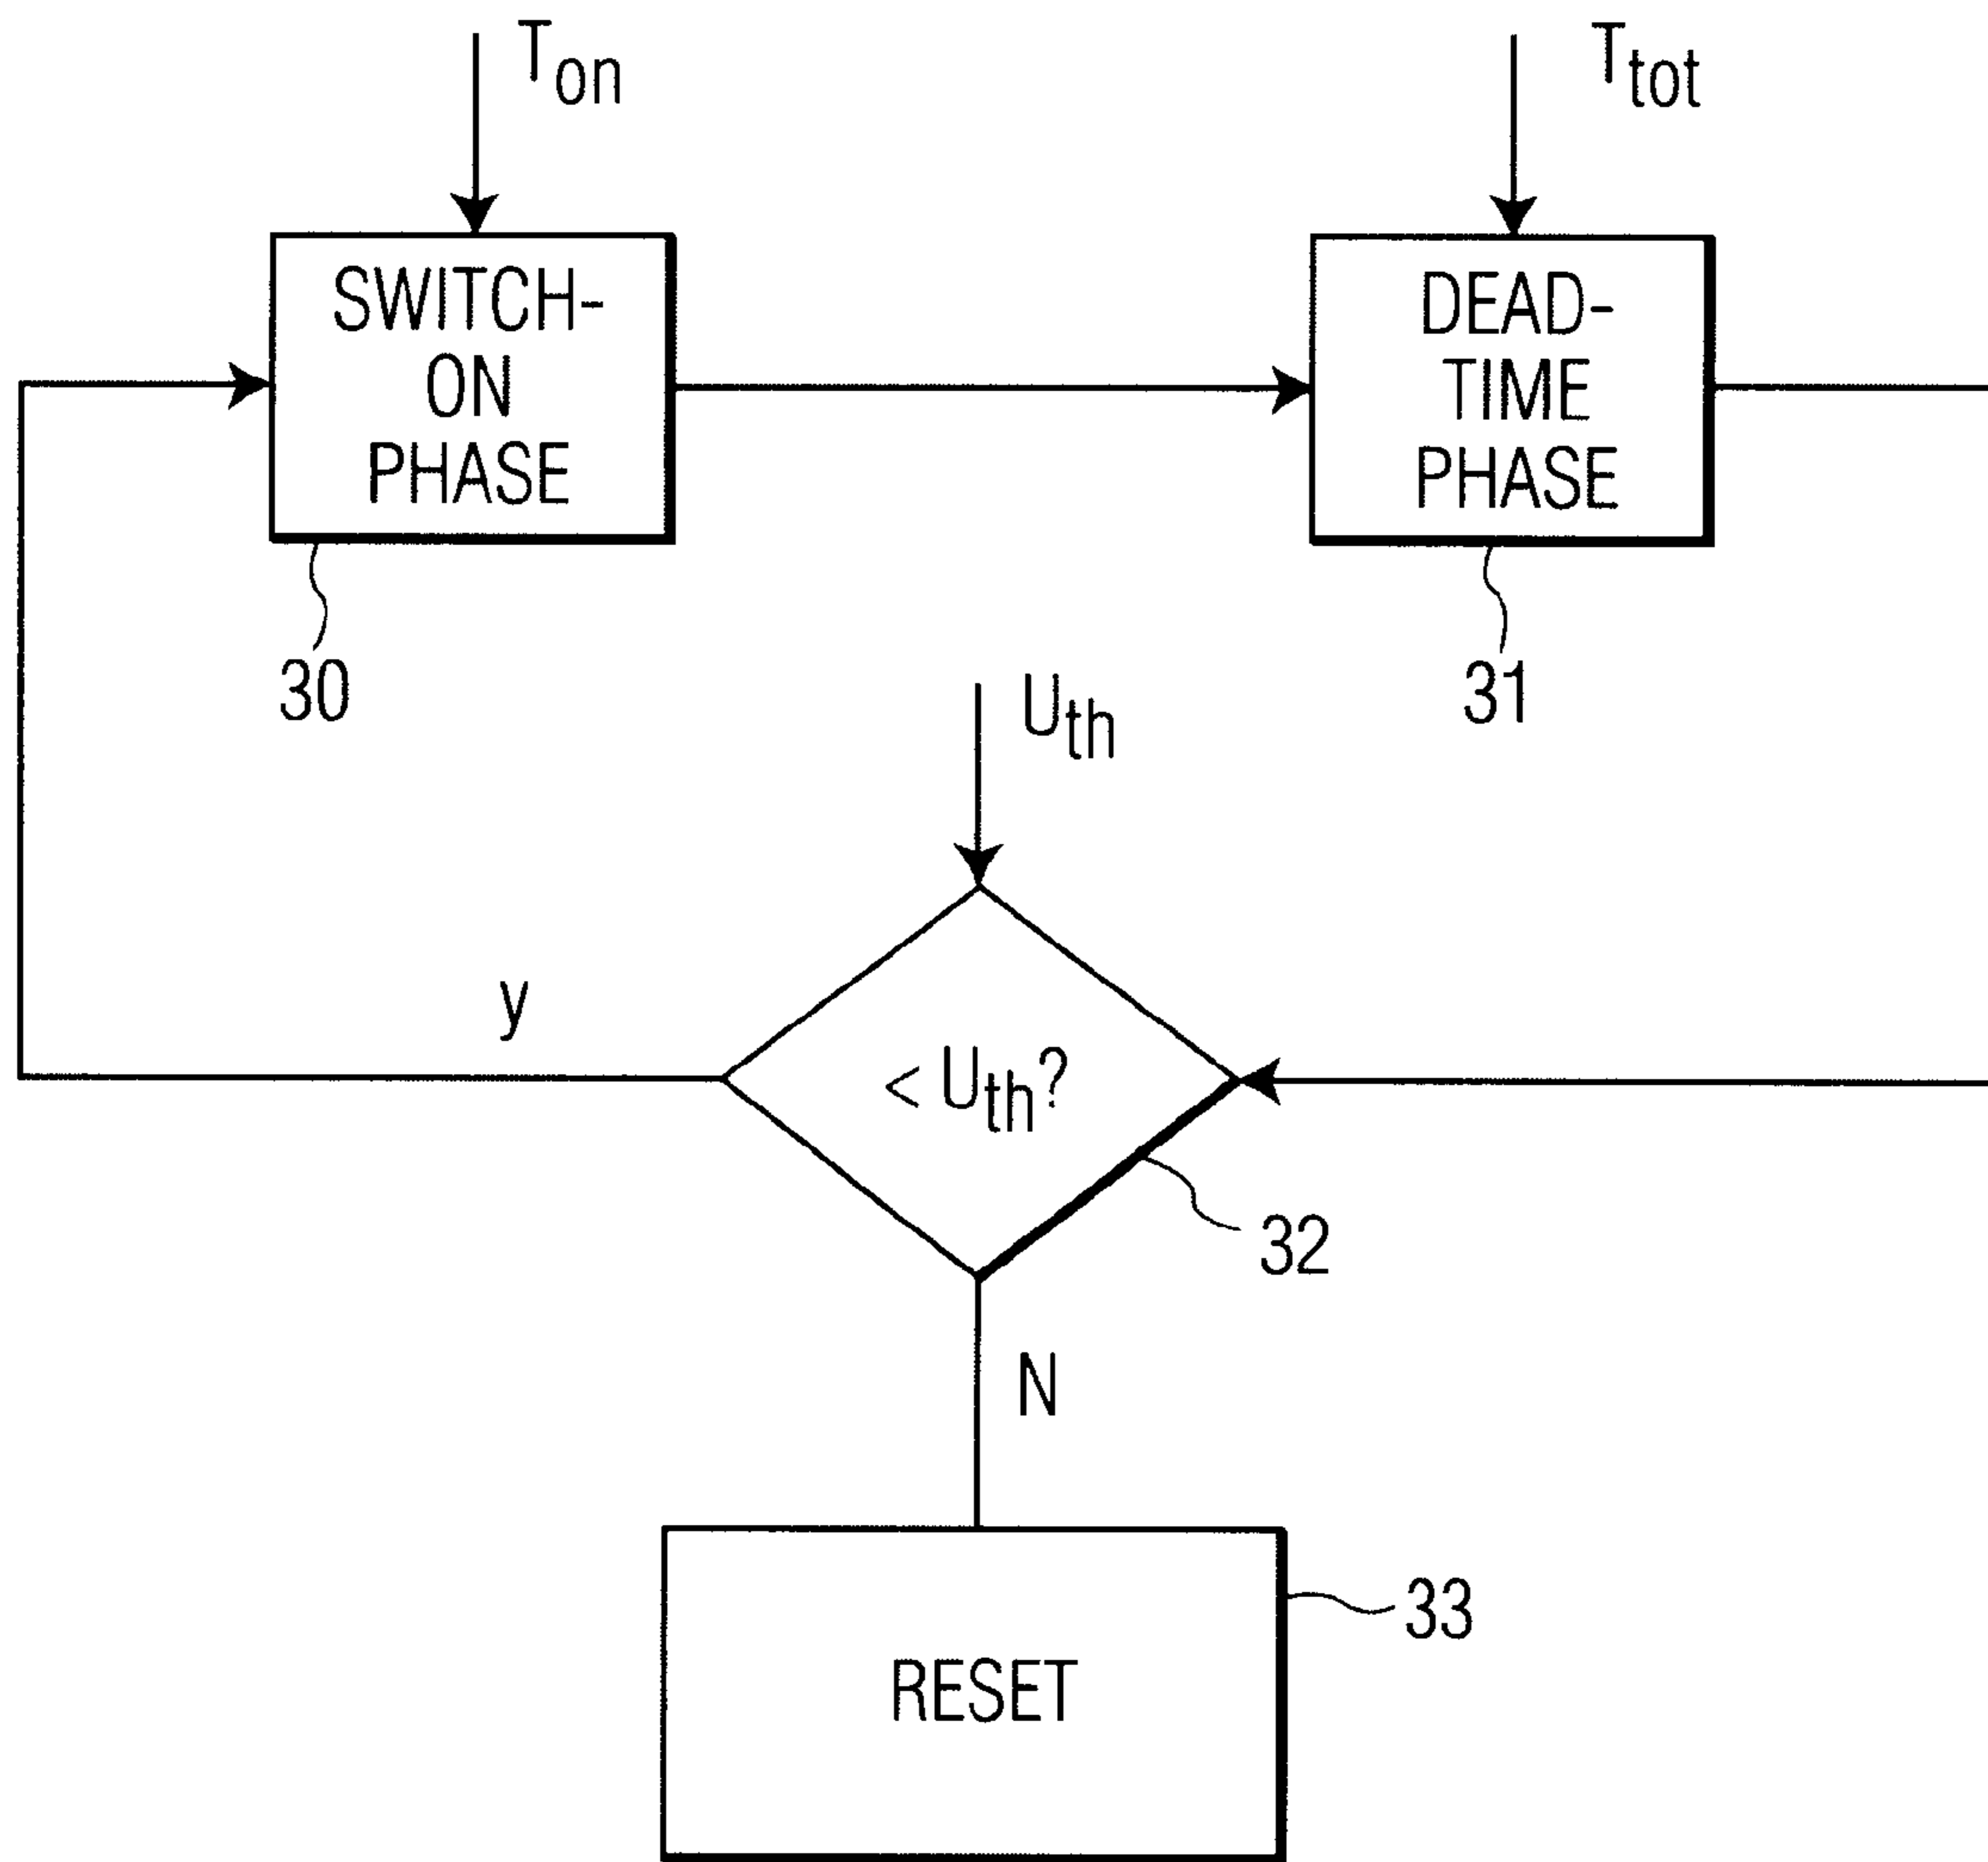 Ton
Ttot
SWITCH-
ON
PHASE
DEAD-
TIME
PHASE
30
31
Uth
y
< Uth?
32
N
33
RESET